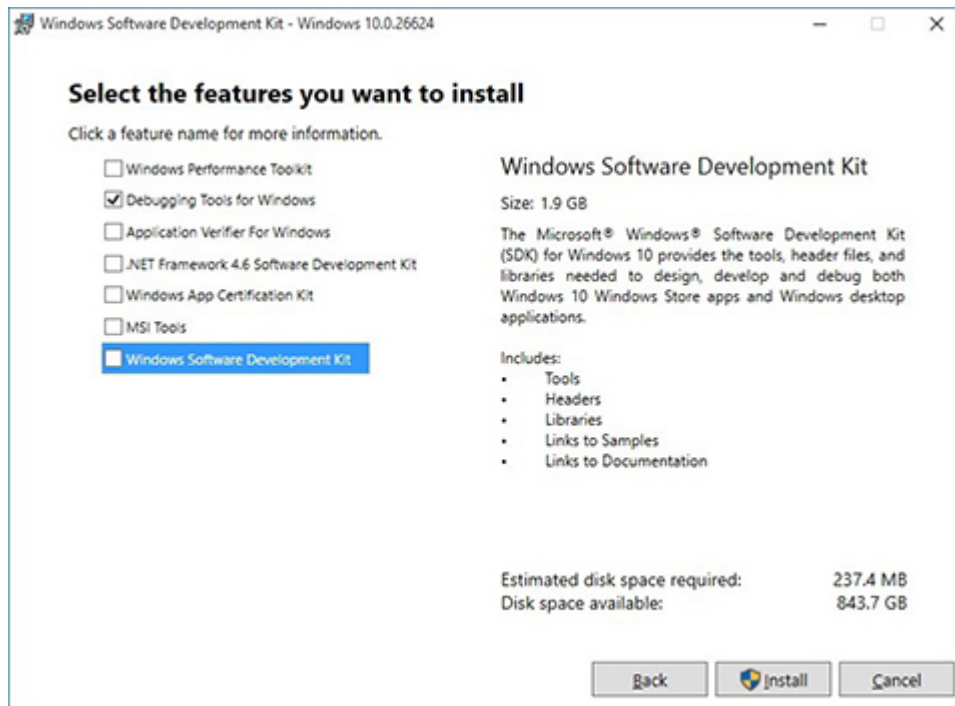 Windows Software Development Kit - Windows 10.0.26624
Select the features you want to install
Click a feature name for more information.
Windows Performance Toolkit
Debugging Tools for Windows
Application Verifier For Windows
.NET Framework 4.6 Software Development Kit
Windows App Certification Kit
MSI Tools
Windows Software Development Kit
Windows Software Development Kit
Size: 1.9 GB
The Microsoft® Windows® Software Development Kit
(SDK) for Windows 10 provides the tools, header files, and
libraries needed to design, develop and debug both
Windows 10 Windows Store apps and Windows desktop
applications.
Includes:
• Tools
• Headers
• Libraries
• Links to Samples
• Links to Documentation
Estimated disk space required: 237.4 MB
Disk space available: 843.7 GB
Back Install Cancel